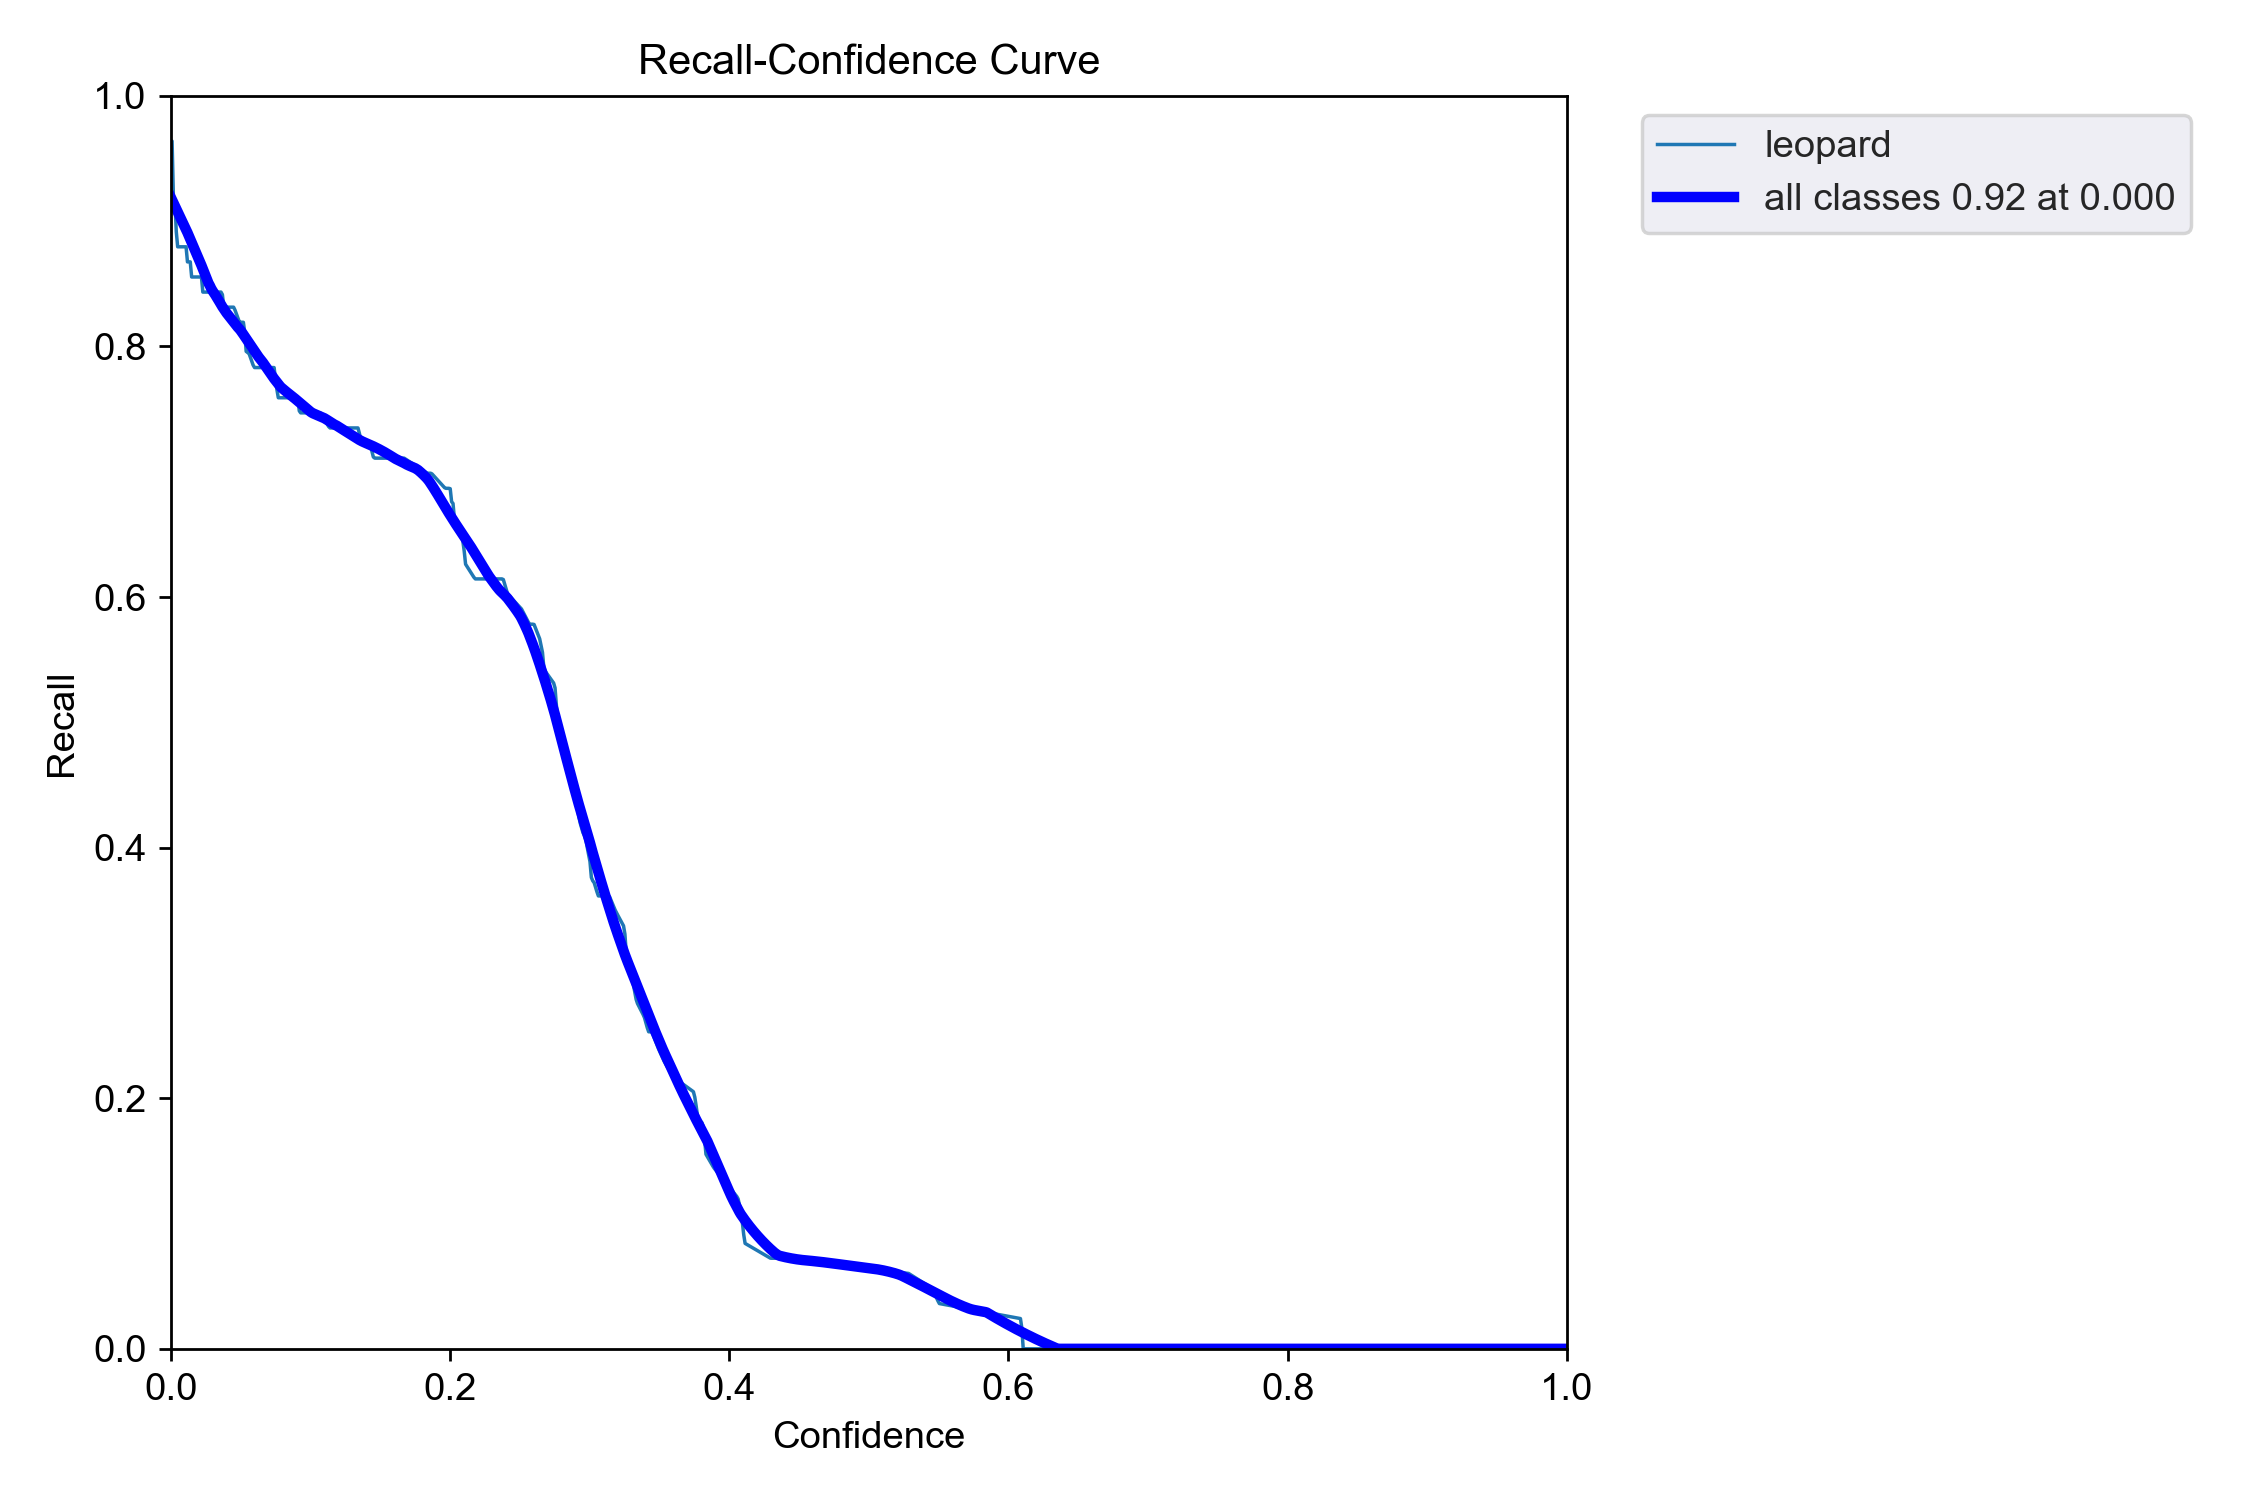 Recall-Confidence Curve
1.0
0.8
0.6
0.4
0.2
0.0
Recall
0.0 0.2 0.4 0.6 0.8 1.0
Confidence
leopard
all classes 0.92 at 0.000